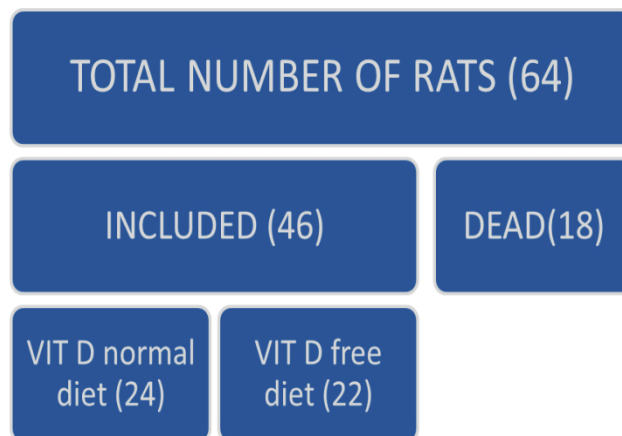 TOTAL NUMBER OF RATS (64)
INCLUDED (46)
DEAD(18)
VIT D normal
diet (24)
VIT D free
diet (22)